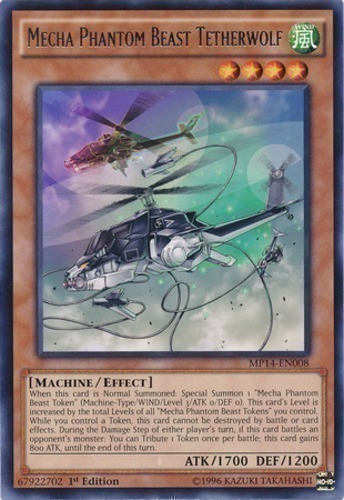 MECHA PHANTOM BEAST TETHERWOLF
WIND
風
MP14-EN008
[MACHINE / EFFECT]
When this card is Normal Summoned: Special Summon 1 "Mecha Phantom
Beast Token" (Machine-Type/WIND/Level 3/ATK 0/DEF 0). This card's Level is
increased by the total Levels of all "Mecha Phantom Beast Tokens" you control.
While you control a Token, this card cannot be destroyed by battle or card
effects. During the Damage Step of either player's turn, if this card battles an
opponent's monster: You can Tribute 1 Token once per battle; this card gains
800 ATK, until the end of this turn.
ATK/1700 DEF/1200
67922702 1st Edition ©1996 KAZUKI TAKAHASHI